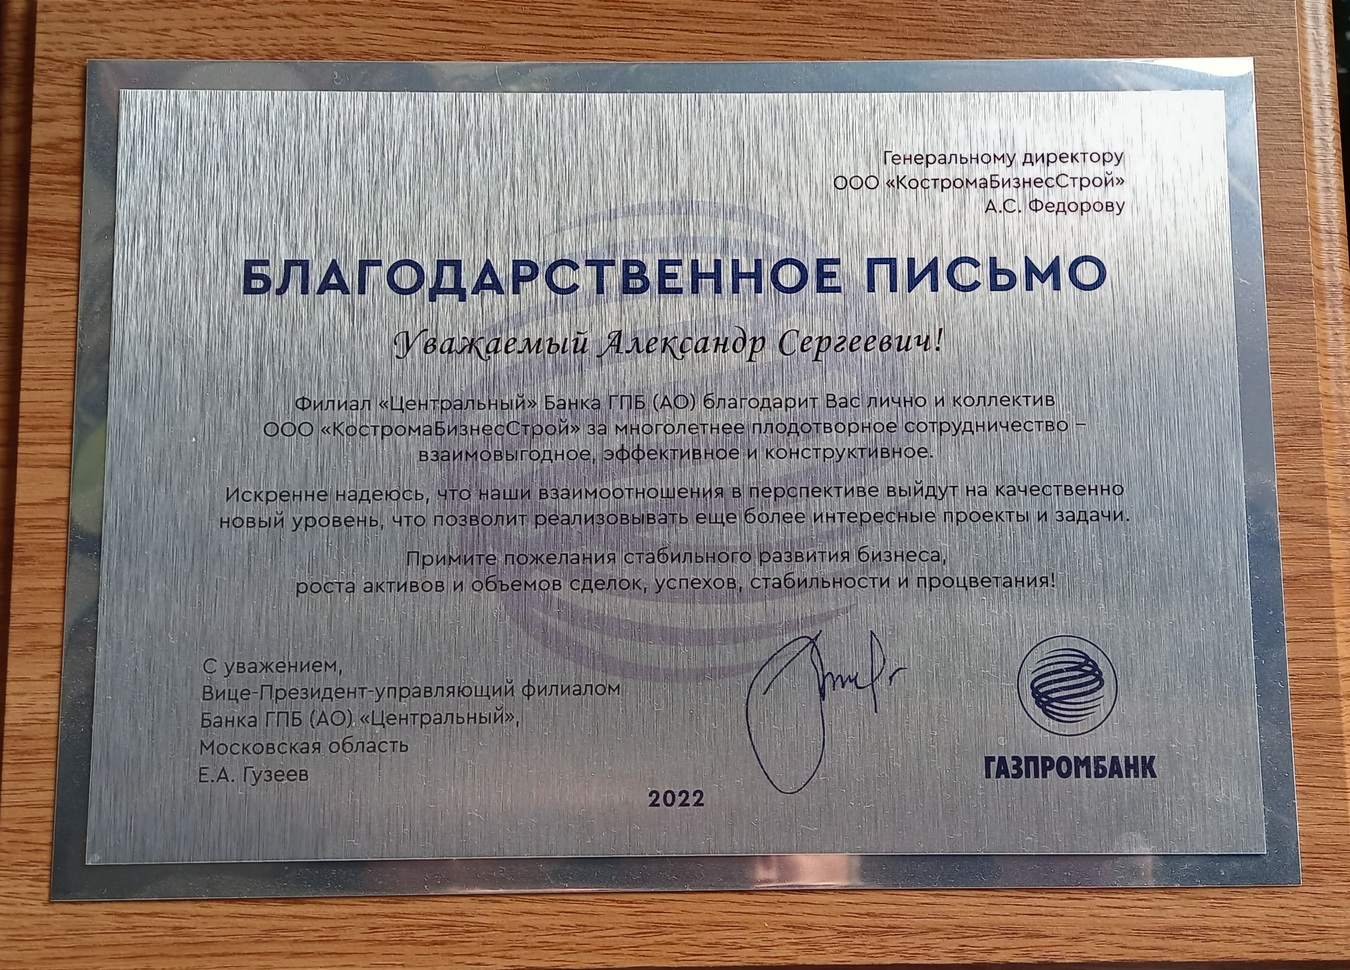 Генеральному директору
ООО «КостромаБизнесСтрой»
А.С. Федорову
БЛАГОДАРСТВЕННОЕ ПИСЬМО
Уважаемый Александр Сергеевич!
Филиал «Центральный» Банка ГПБ (АО) благодарит Вас лично и коллектив
ООО «КостромаБизнесСтрой» за многолетнее плодотворное сотрудничество –
взаимовыгодное, эффективное и конструктивное.
Искренне надеюсь, что наши взаимоотношения в перспективе выйдут на качественно
новый уровень, что позволит реализовывать еще более интересные проекты и задачи.
Примите пожелания стабильного развития бизнеса,
роста активов и объемов сделок, успехов, стабильности и процветания!
С уважением,
Вице-Президент-управляющий филиалом
Банка ГПБ (АО) «Центральный»,
Московская область
Е.А. Гузеев
ГАЗПРОМБАНК
2022